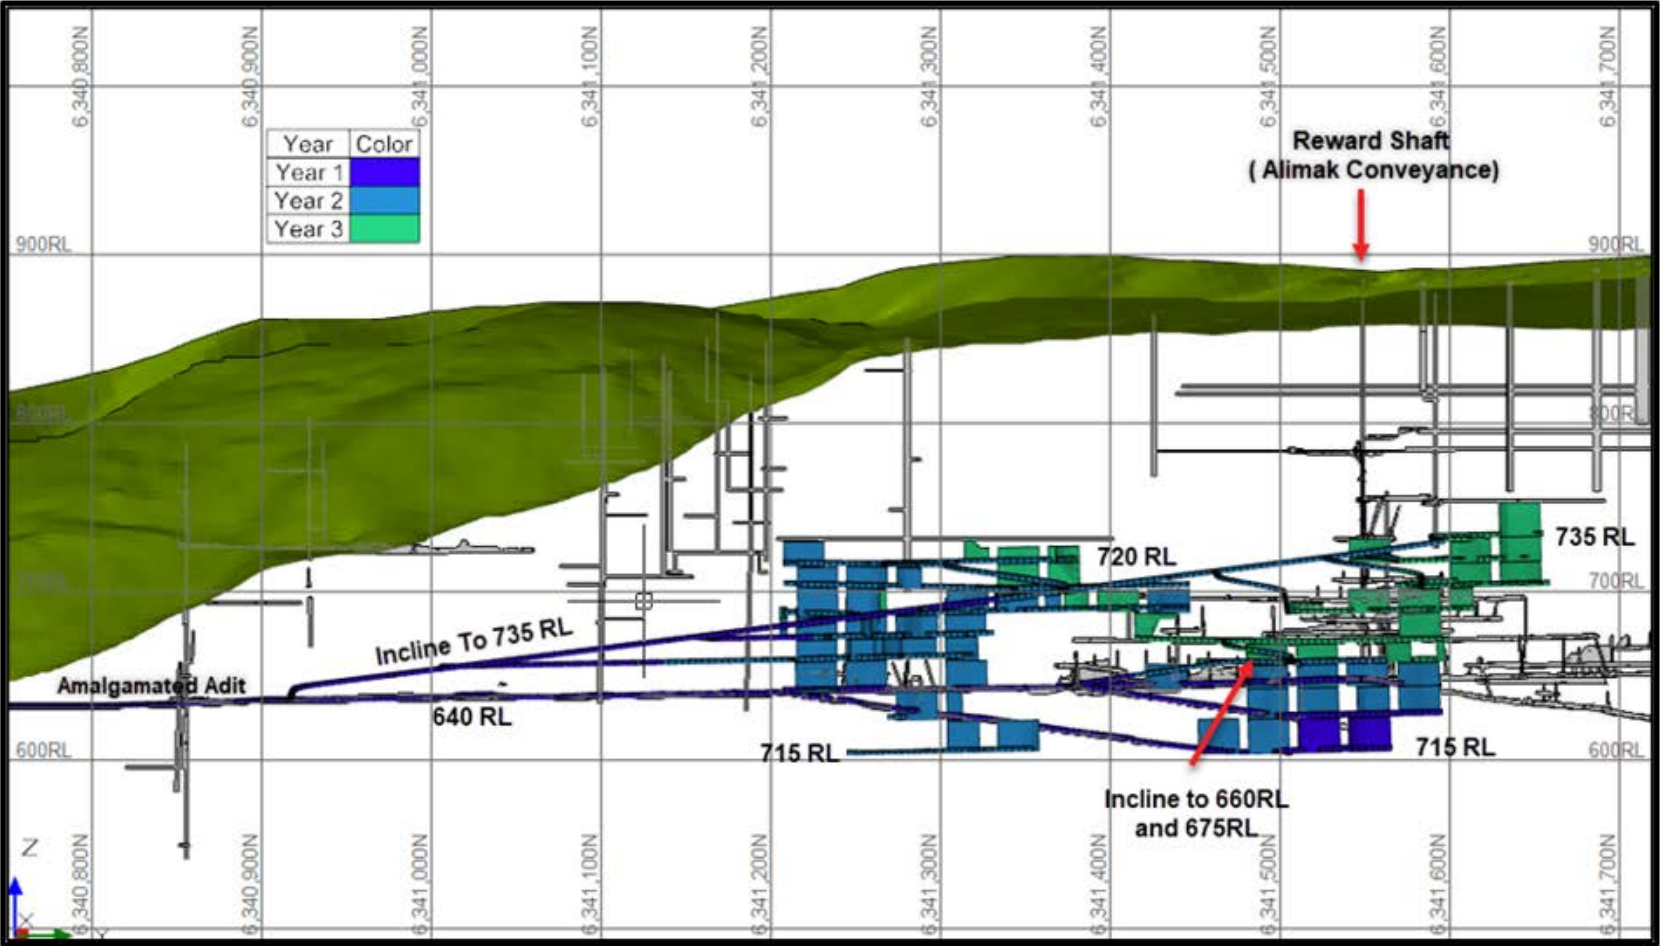 6,340,800N
6,340,900N
6,341,000N
6,341,100N
6,341,200N
6,341,300N
6,341,400N
6,341,500N
6,341,600N
6,341,700N
Year Color
Year 1
Year 2
Year 3
Reward Shaft
( Alimak Conveyance)
900RL
900RL
800RL
800RL
735 RL
720 RL
700RL
700RL
Incline To 735 RL
Amalgamated Adit
640 RL
600RL
715 RL
715 RL
600RL
Incline to 660RL
and 675RL
Z
X
Y
6,340,800N
6,340,900N
6,341,000N
6,341,100N
6,341,200N
6,341,300N
6,341,400N
6,341,500N
6,341,600N
6,341,700N